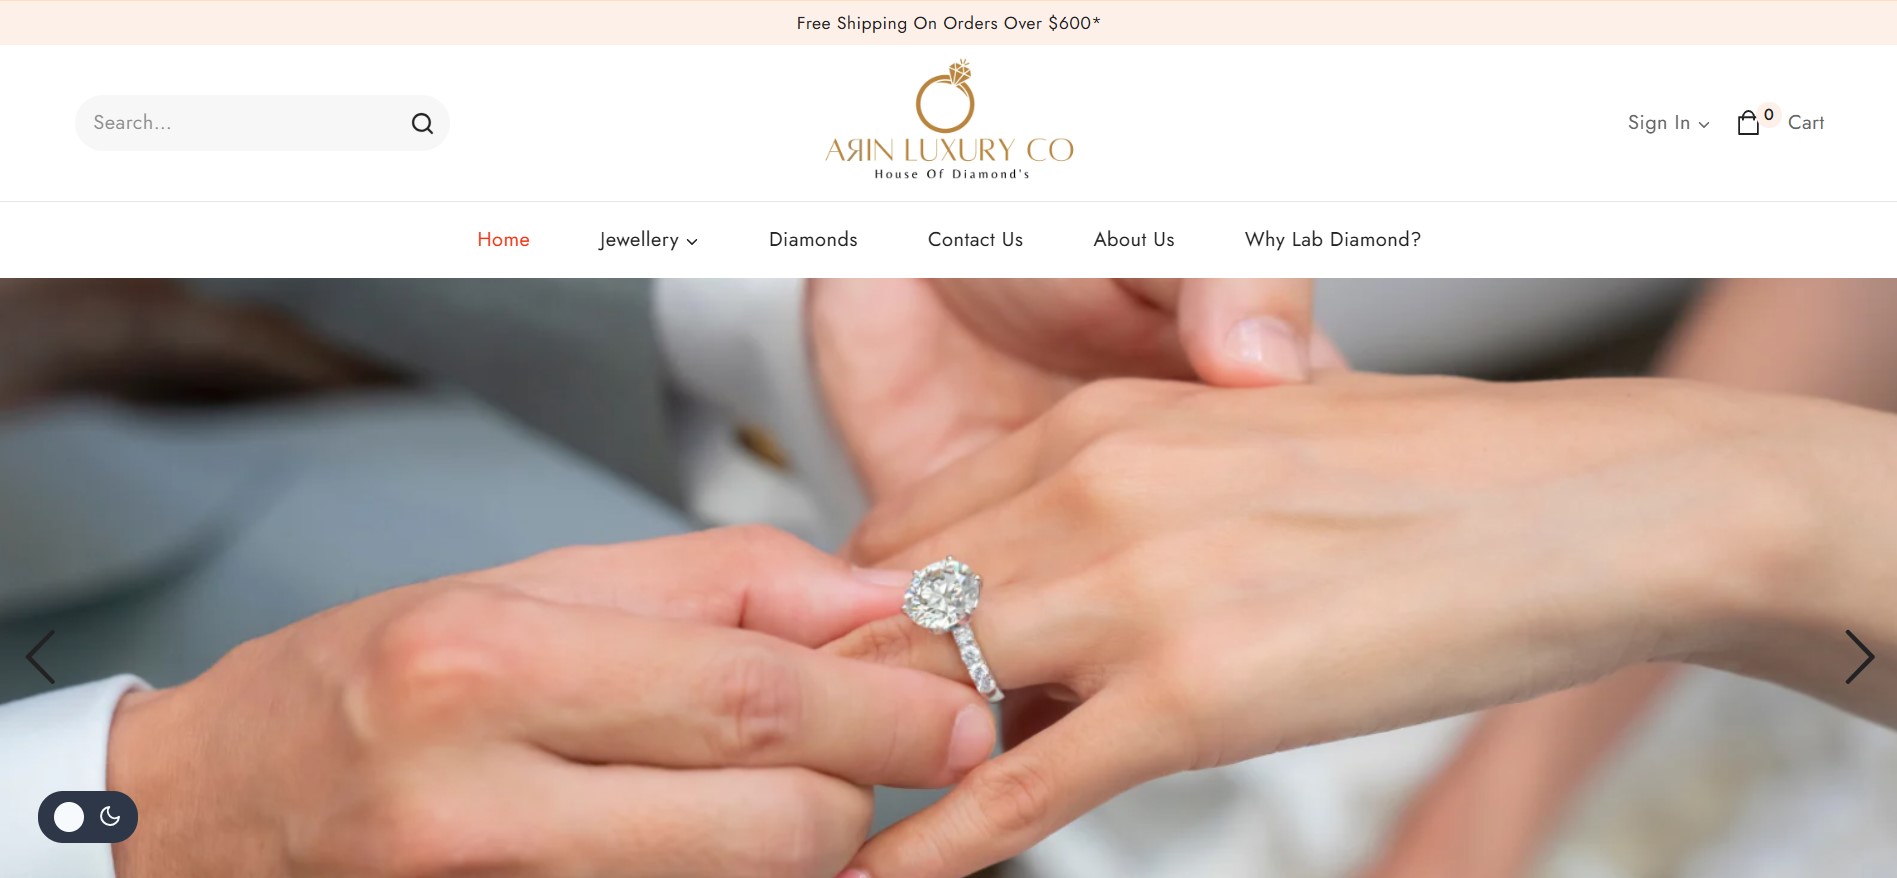 Free Shipping On Orders Over $600*
Search...
AЯIN LUXURY CO
House Of Diamond's
Sign In
0
Cart
Home
Jewellery
Diamonds
Contact Us
About Us
Why Lab Diamond?